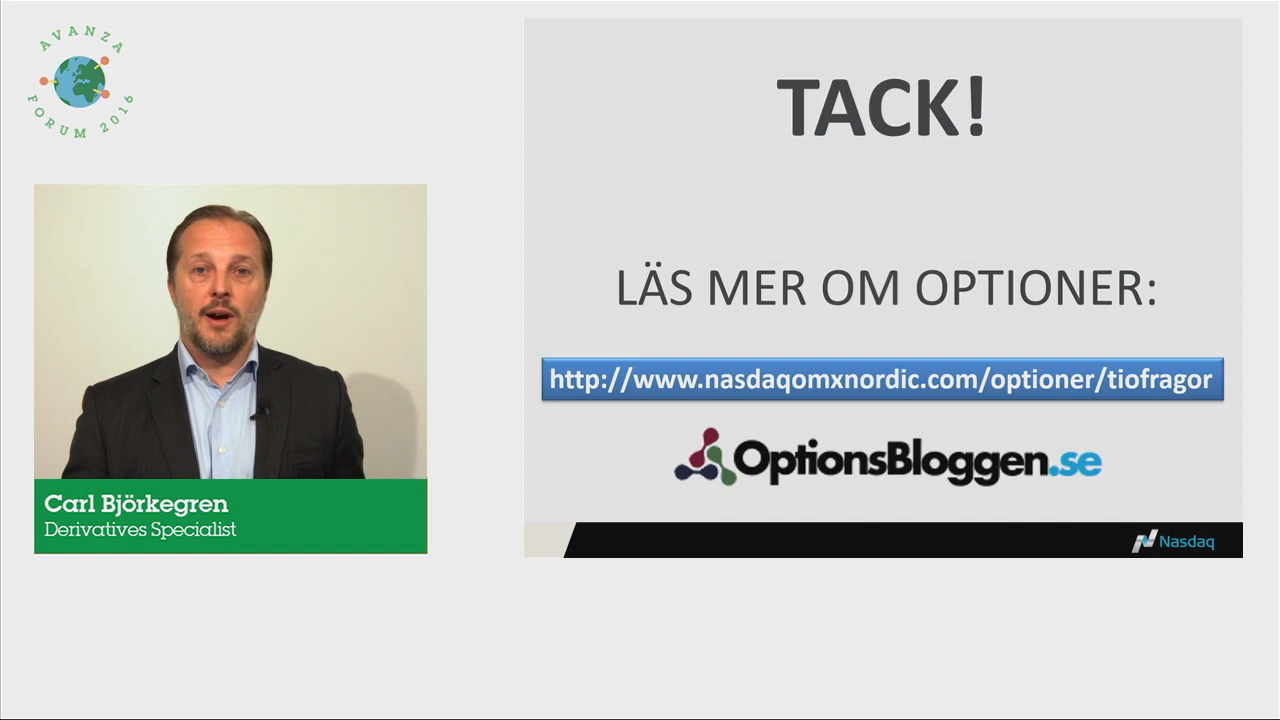 AVANZA
FORUM 2016
TACK!
LÄS MER OM OPTIONER:
http://www.nasdaqomxnordic.com/optioner/tiofragor
OptionsBloggen.se
Carl Björkegren
Derivatives Specialist
Nasdaq